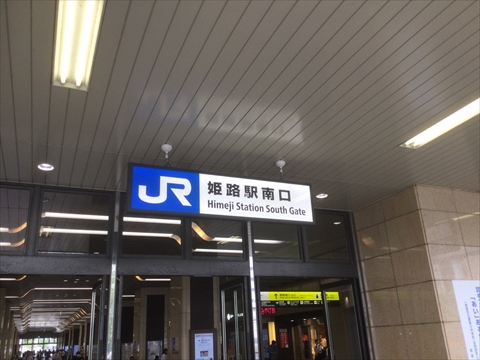 JR
姫路駅南口
Himeji Station South Gate